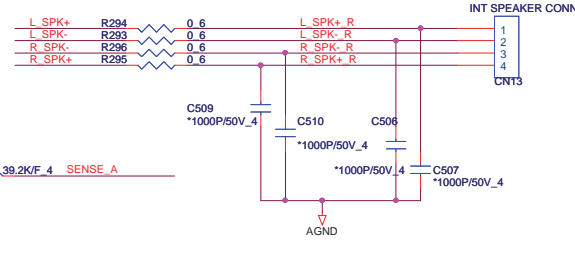 INT SPEAKER CONN
L_SPK+ R294 0_6 L_SPK+_R 1
L_SPK- R293 0_6 L_SPK-_R 2
R_SPK- R296 0_6 R_SPK-_R 3
R_SPK+ R295 0_6 R_SPK+_R 4
CN13
C509
*1000P/50V_4
C510
*1000P/50V_4
C506
*1000P/50V_4
C507
*1000P/50V_4
39.2K/F_4 SENSE_A
AGND